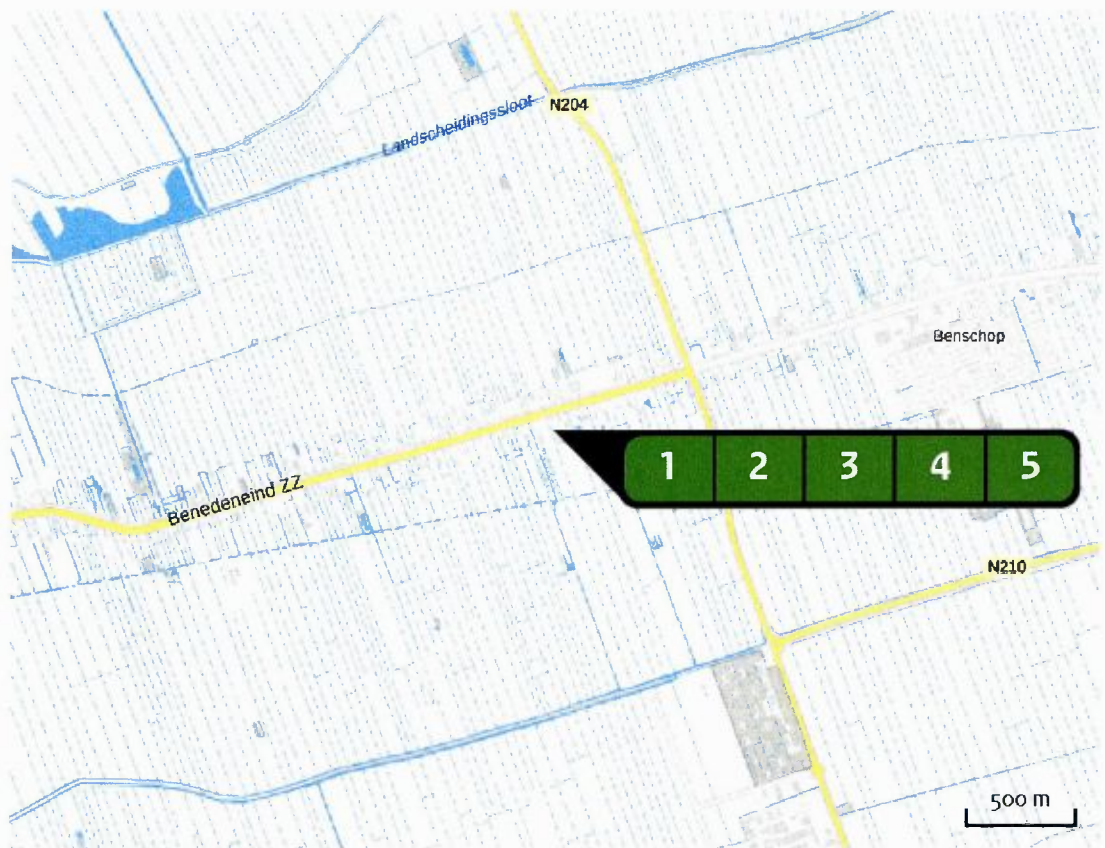 N204
Landscheidingssloot
Benschop
1 2 3 4 5
Benedeneind ZZ
N210
500 m